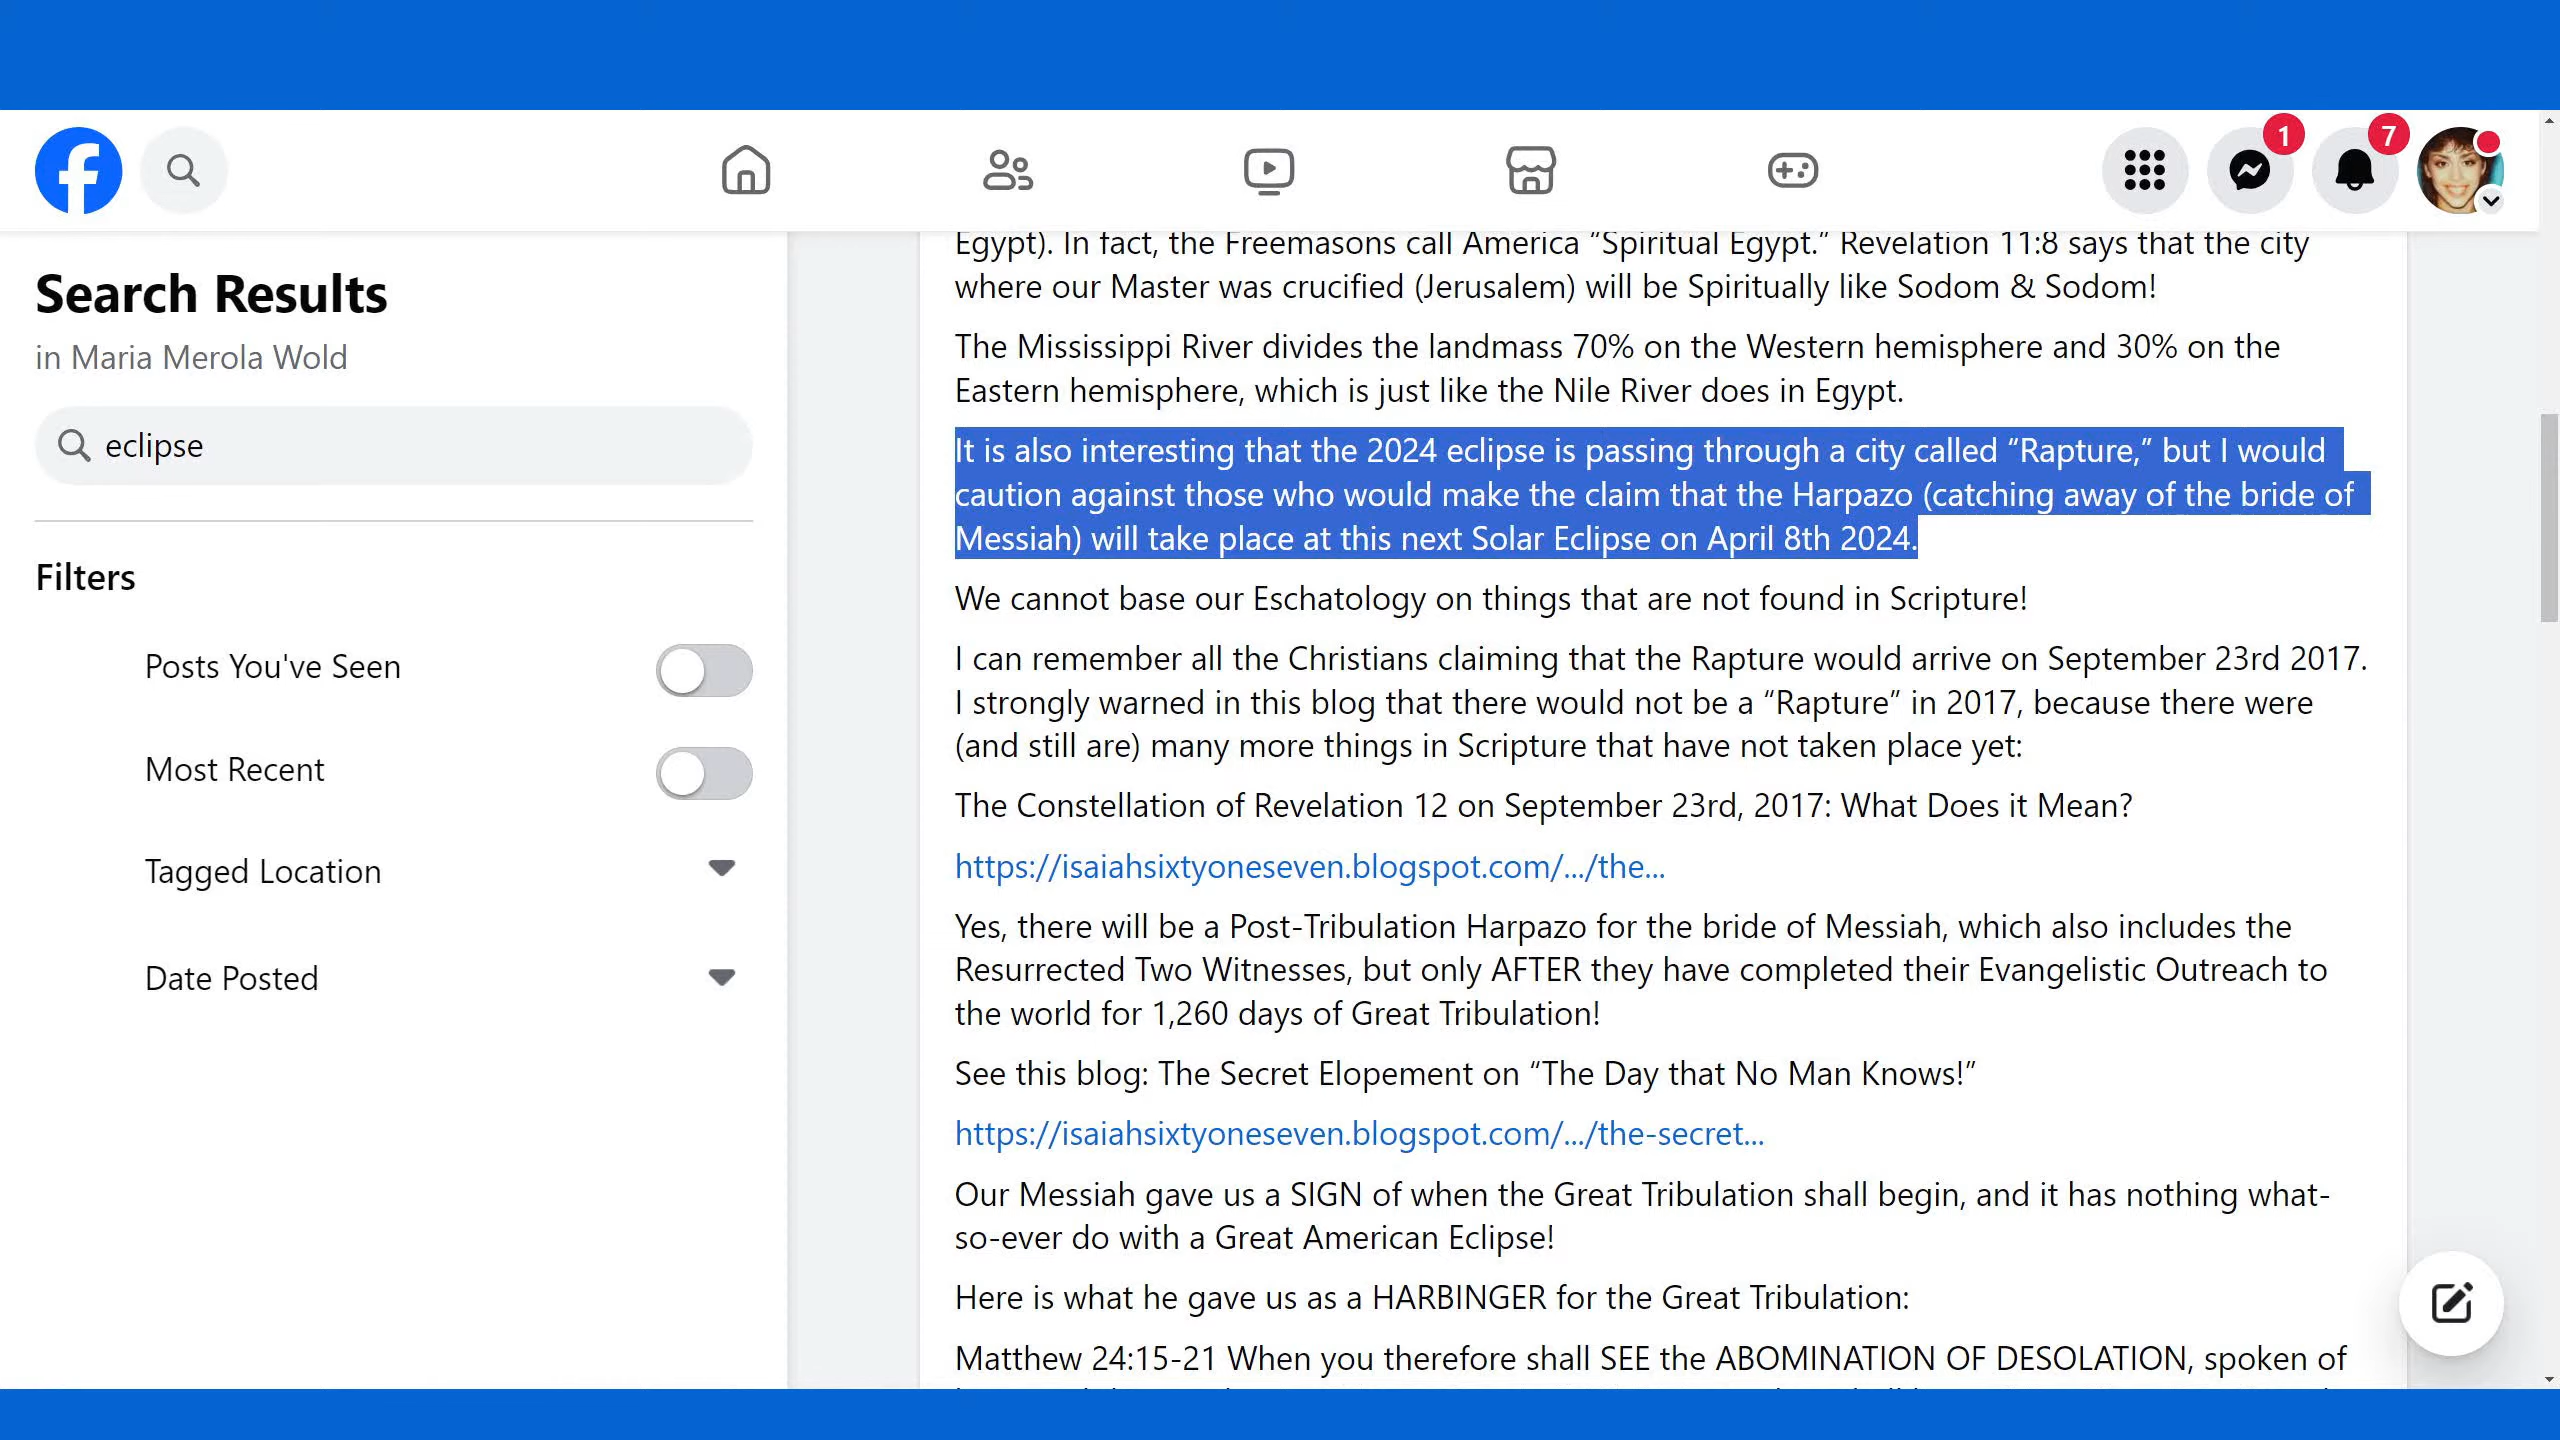 1
7
Search Results
in Maria Merola Wold
eclipse
Filters
Posts You've Seen
Most Recent
Tagged Location
Date Posted
Egypt). In fact, the Freemasons call America “Spiritual Egypt.” Revelation 11:8 says that the city
where our Master was crucified (Jerusalem) will be Spiritually like Sodom & Sodom!
The Mississippi River divides the landmass 70% on the Western hemisphere and 30% on the
Eastern hemisphere, which is just like the Nile River does in Egypt.
It is also interesting that the 2024 eclipse is passing through a city called “Rapture,” but I would
caution against those who would make the claim that the Harpazo (catching away of the bride of
Messiah) will take place at this next Solar Eclipse on April 8th 2024.
We cannot base our Eschatology on things that are not found in Scripture!
I can remember all the Christians claiming that the Rapture would arrive on September 23rd 2017.
I strongly warned in this blog that there would not be a “Rapture” in 2017, because there were
(and still are) many more things in Scripture that have not taken place yet:
The Constellation of Revelation 12 on September 23rd, 2017: What Does it Mean?
https://isaiahsixtyoneseven.blogspot.com/.../the...
Yes, there will be a Post-Tribulation Harpazo for the bride of Messiah, which also includes the
Resurrected Two Witnesses, but only AFTER they have completed their Evangelistic Outreach to
the world for 1,260 days of Great Tribulation!
See this blog: The Secret Elopement on “The Day that No Man Knows!”
https://isaiahsixtyoneseven.blogspot.com/.../the-secret...
Our Messiah gave us a SIGN of when the Great Tribulation shall begin, and it has nothing what-
so-ever do with a Great American Eclipse!
Here is what he gave us as a HARBINGER for the Great Tribulation:
Matthew 24:15-21 When you therefore shall SEE the ABOMINATION OF DESOLATION, spoken of